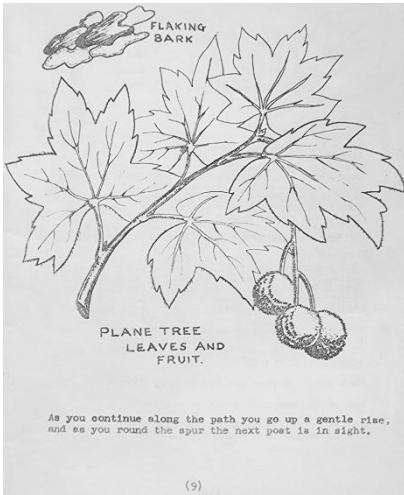 FLAKING
BARK
PLANE TREE
LEAVES AND
FRUIT.
As you continue along the path you go up a gentle rise,
and as you round the spur the next post is in sight.
(9)